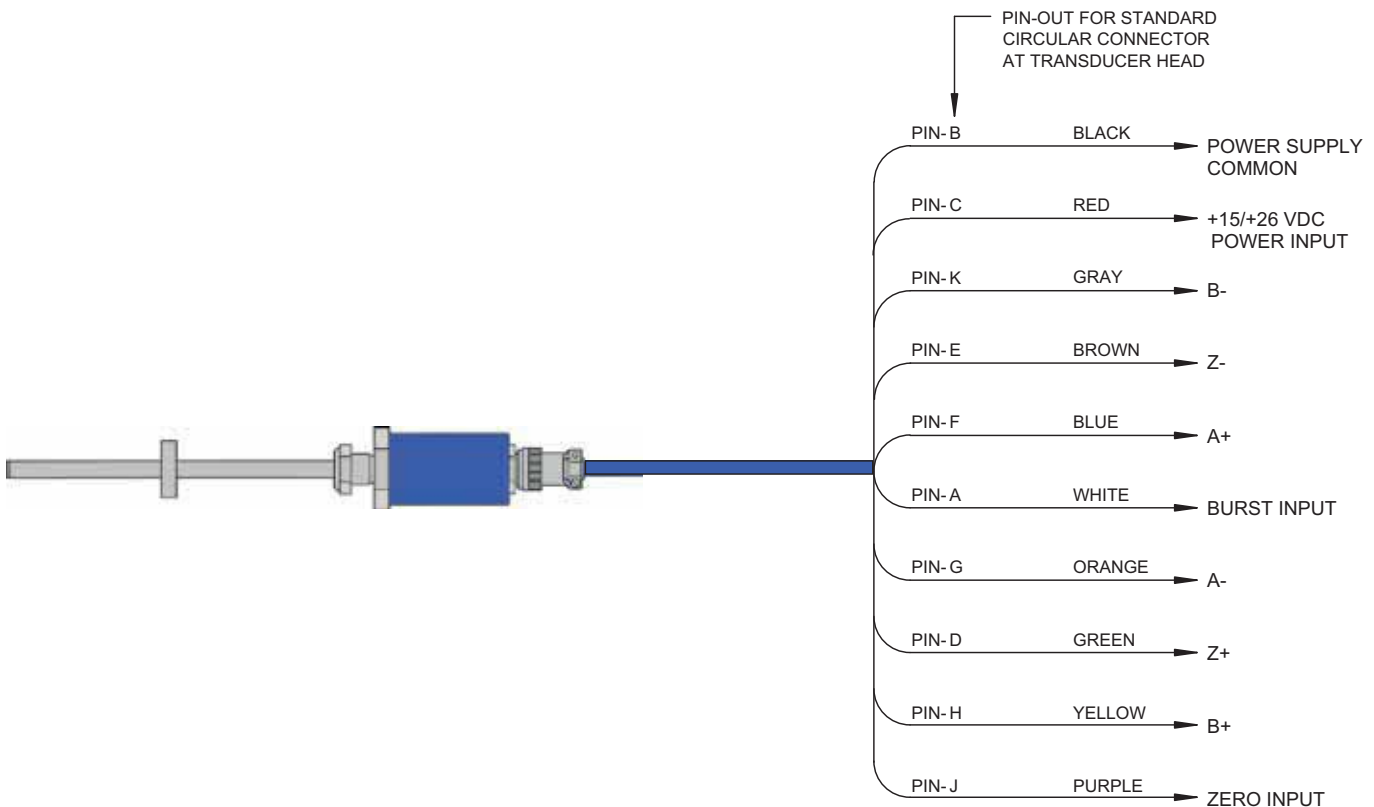 PIN-OUT FOR STANDARD
CIRCULAR CONNECTOR
AT TRANSDUCER HEAD
PIN-B BLACK POWER SUPPLY
COMMON
PIN-C RED +15/+26 VDC
POWER INPUT
PIN-K GRAY B-
PIN-E BROWN Z-
PIN-F BLUE A+
PIN-A WHITE BURST INPUT
PIN-G ORANGE A-
PIN-D GREEN Z+
PIN-H YELLOW B+
PIN-J PURPLE ZERO INPUT